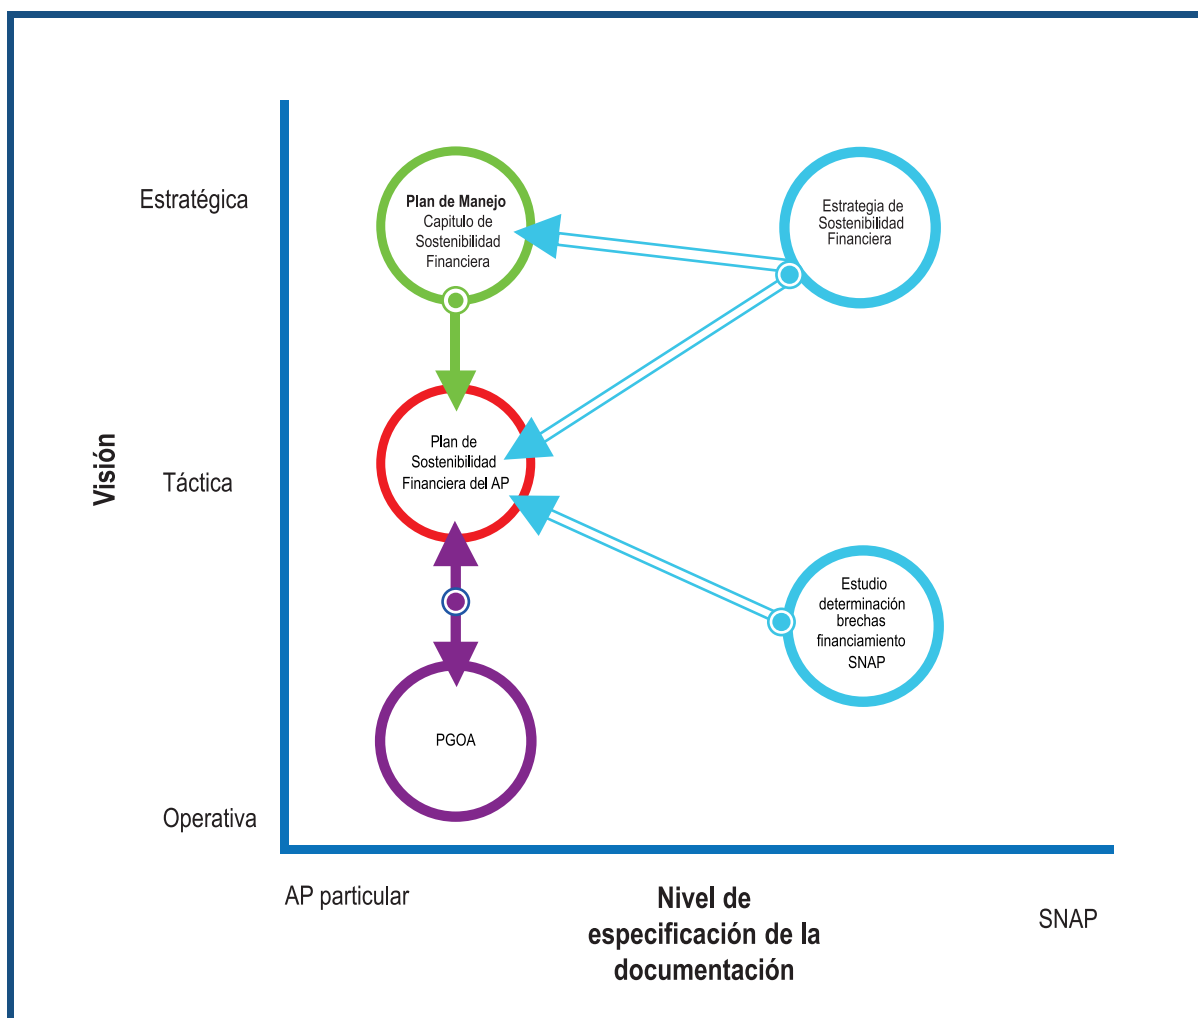 Estratégica
Plan de Manejo
Capitulo de
Sostenibilidad
Financiera
Estrategia de
Sostenibilidad
Financiera
Visión
Táctica
Plan de
Sostenibilidad
Financiera del AP
Estudio
determinación
brechas
financiamiento
SNAP
PGOA
Operativa
AP particular
Nivel de
especificación de la
documentación
SNAP